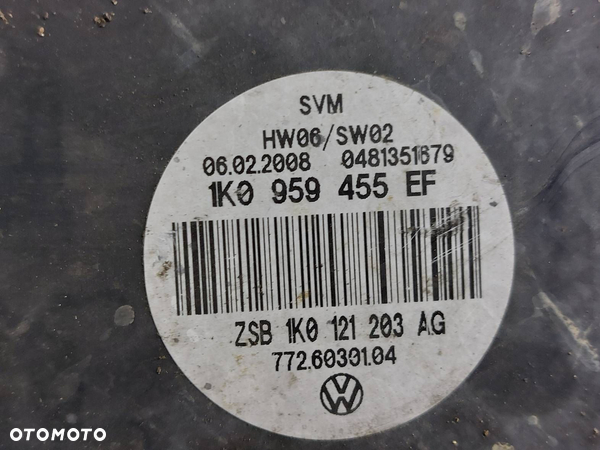 SVM
HW06/SW02
06.02.2008 0481351679
1K0 959 455 EF
ZSB 1K0 121 203 AG
772.60301.04
OTOMOTO